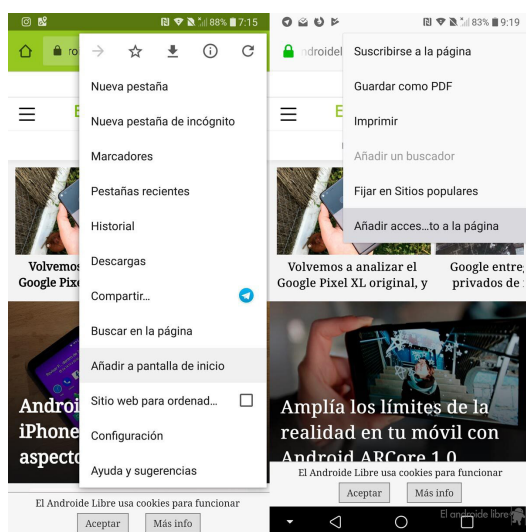 88% 7:15
ro
Nueva pestaña
Nueva pestaña de incógnito
Marcadores
Pestañas recientes
Historial
Descargas
Compartir...
Buscar en la página
Añadir a pantalla de inicio
Sitio web para ordenad...
Configuración
Ayuda y sugerencias
E
Volvemos
Google Pixe
Androi
iPhone
aspecto
El Androide Libre usa cookies para funcionar
Aceptar Más info
83% 9:19
ndroidel
Suscribirse a la página
Guardar como PDF
Imprimir
Añadir un buscador
Fijar en Sitios populares
Añadir acces...to a la página
E
Volvemos a analizar el
Google Pixel XL original, y
Google entre
privados de
Amplía los límites de la
realidad en tu móvil con
Android ARCore 1.0
El Androide Libre usa cookies para funcionar
Aceptar Más info
El androide libre